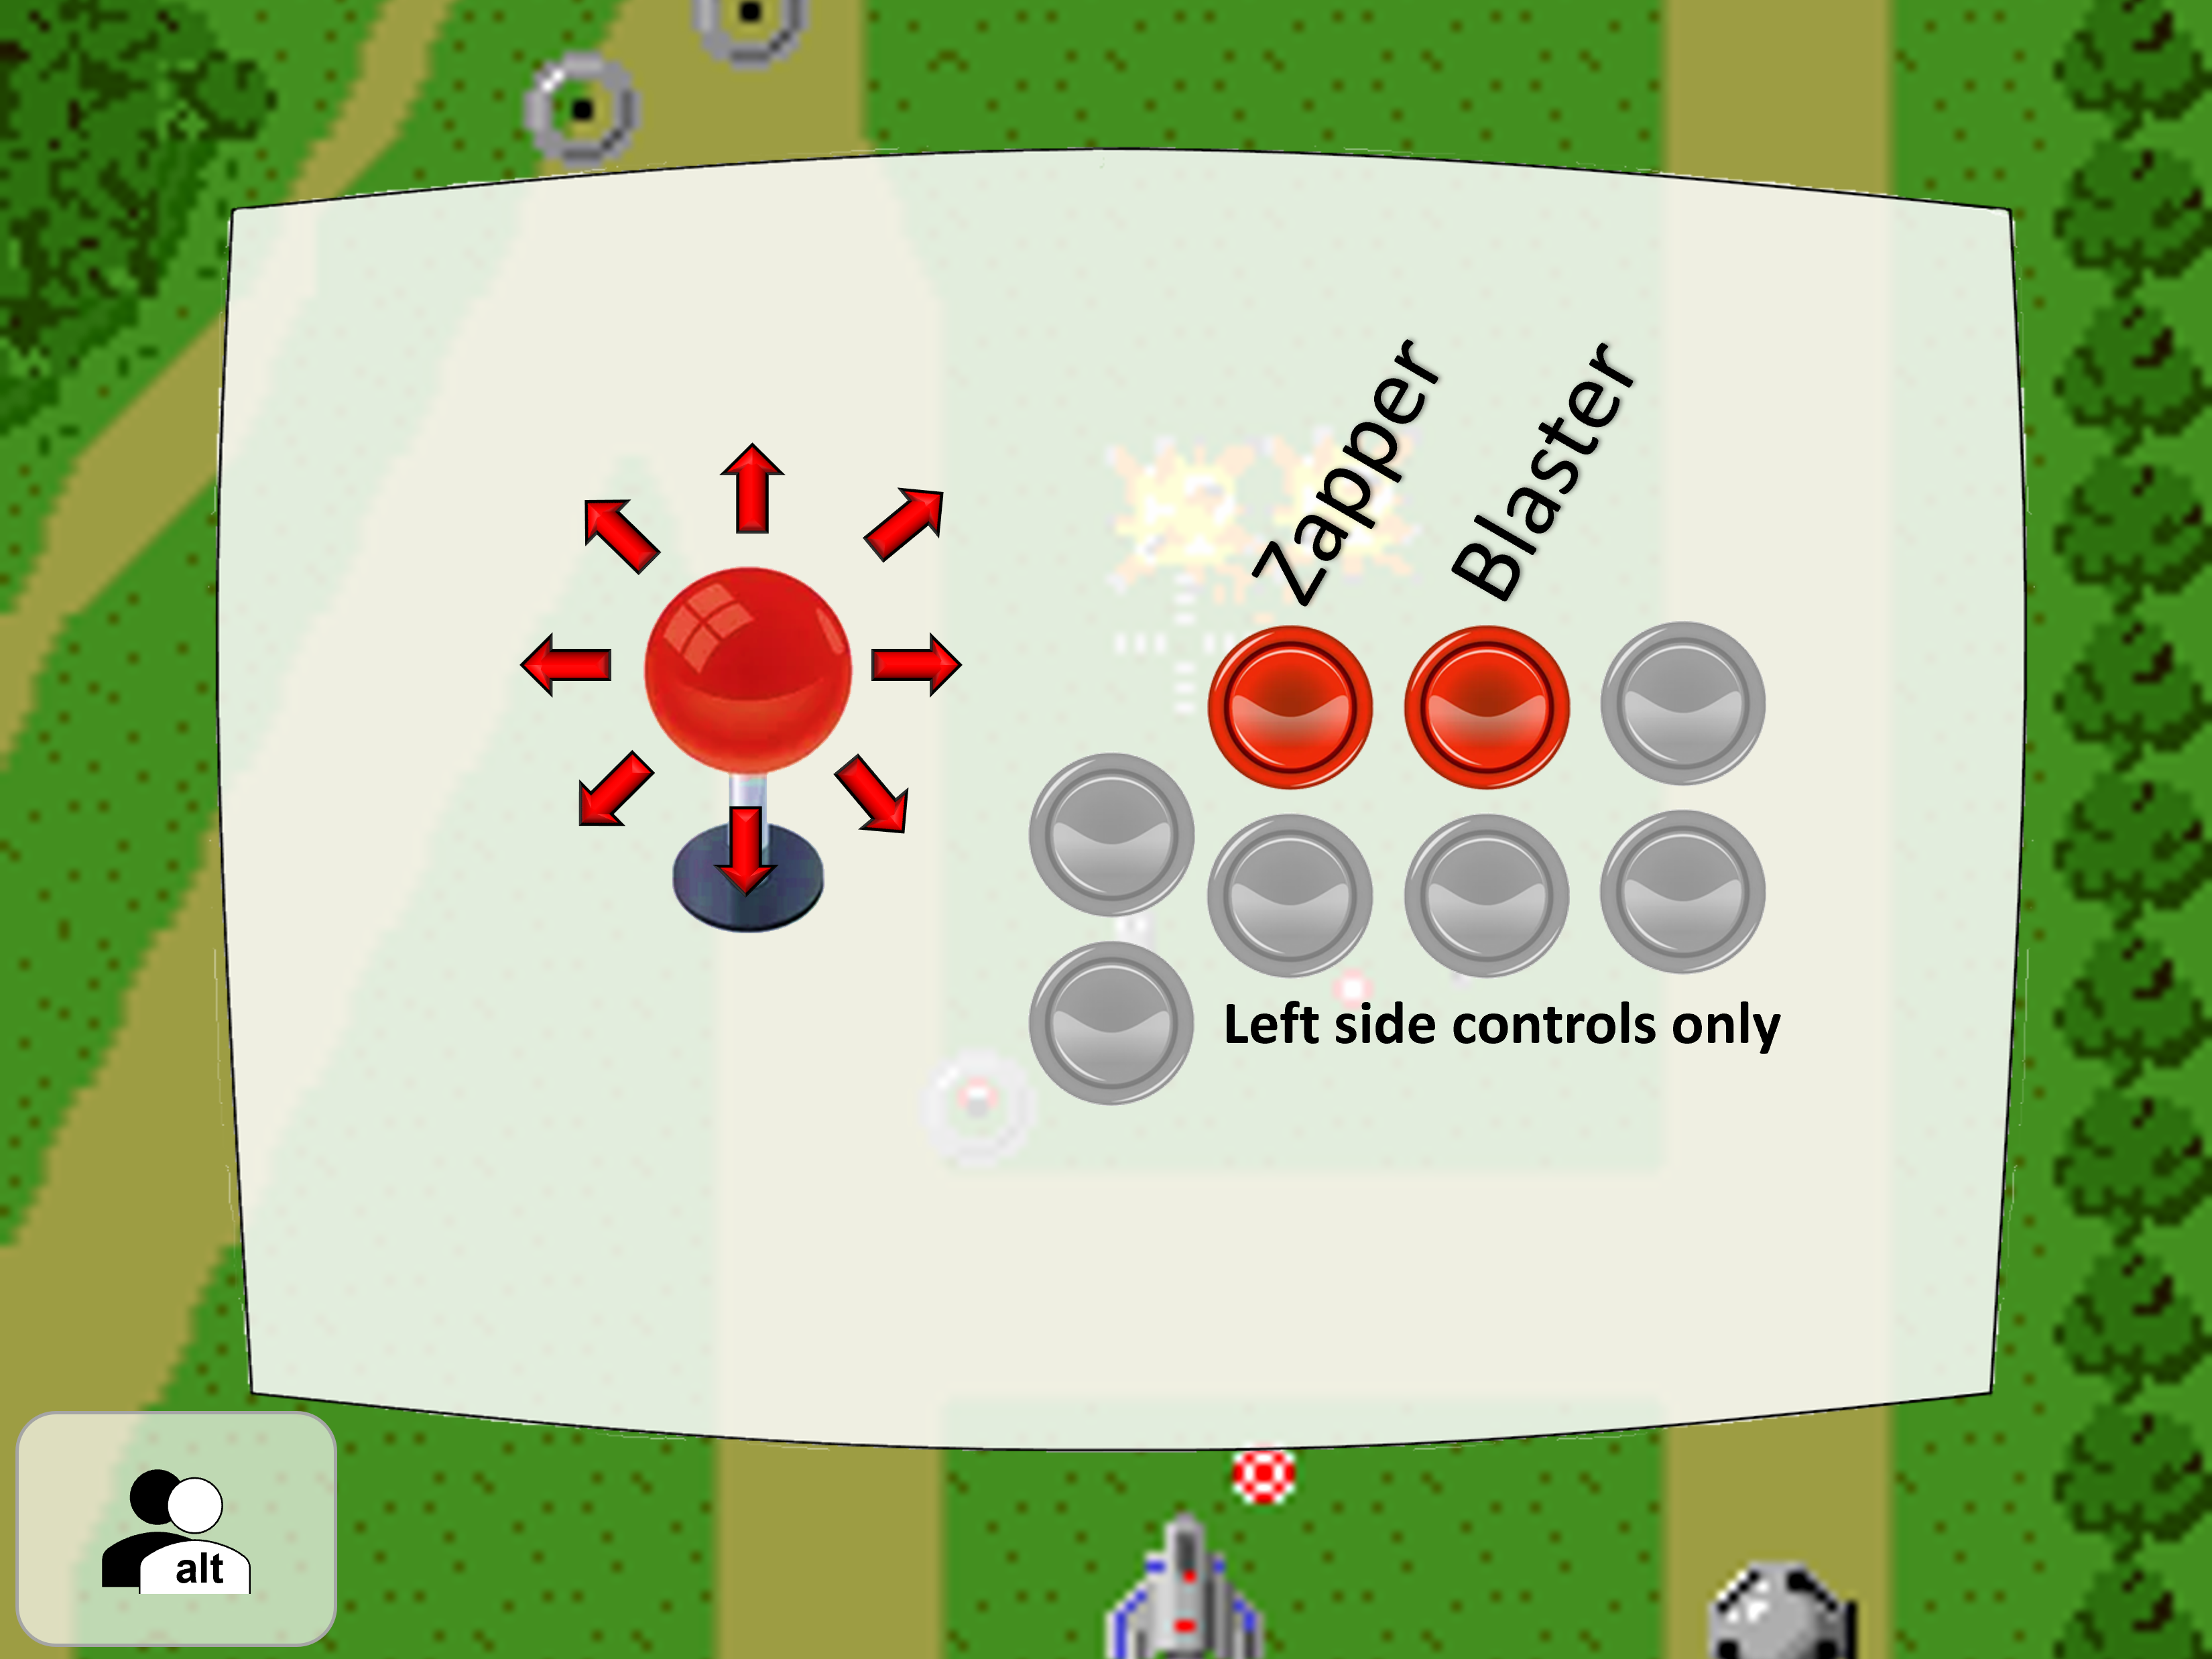 Zapper
Blaster
Left side controls only
alt